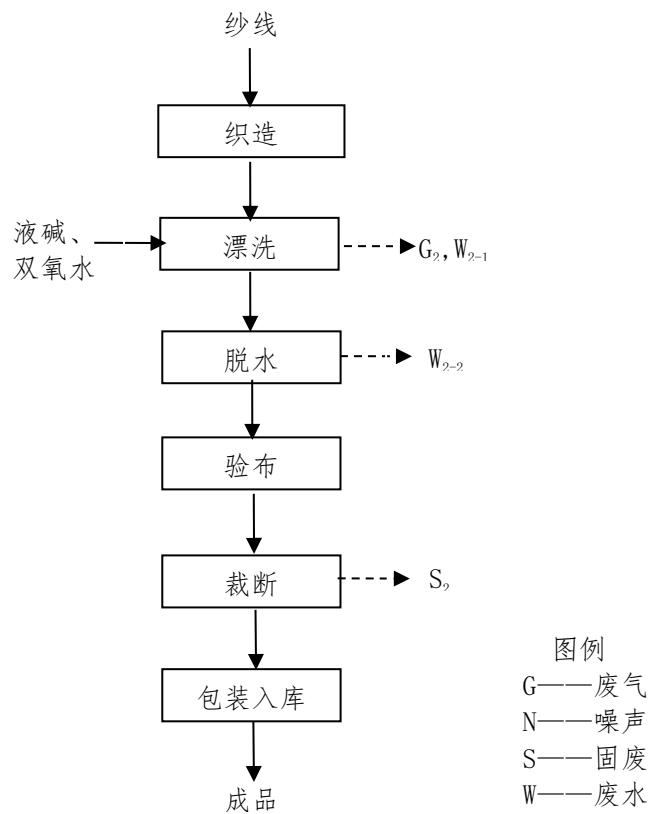 纱线
织造
液碱、
双氧水
漂洗
G₂,W₂₋₁
脱水
W₂₋₂
验布
裁断
S₂
包装入库
成品
图例
G——废气
N——噪声
S——固废
W——废水